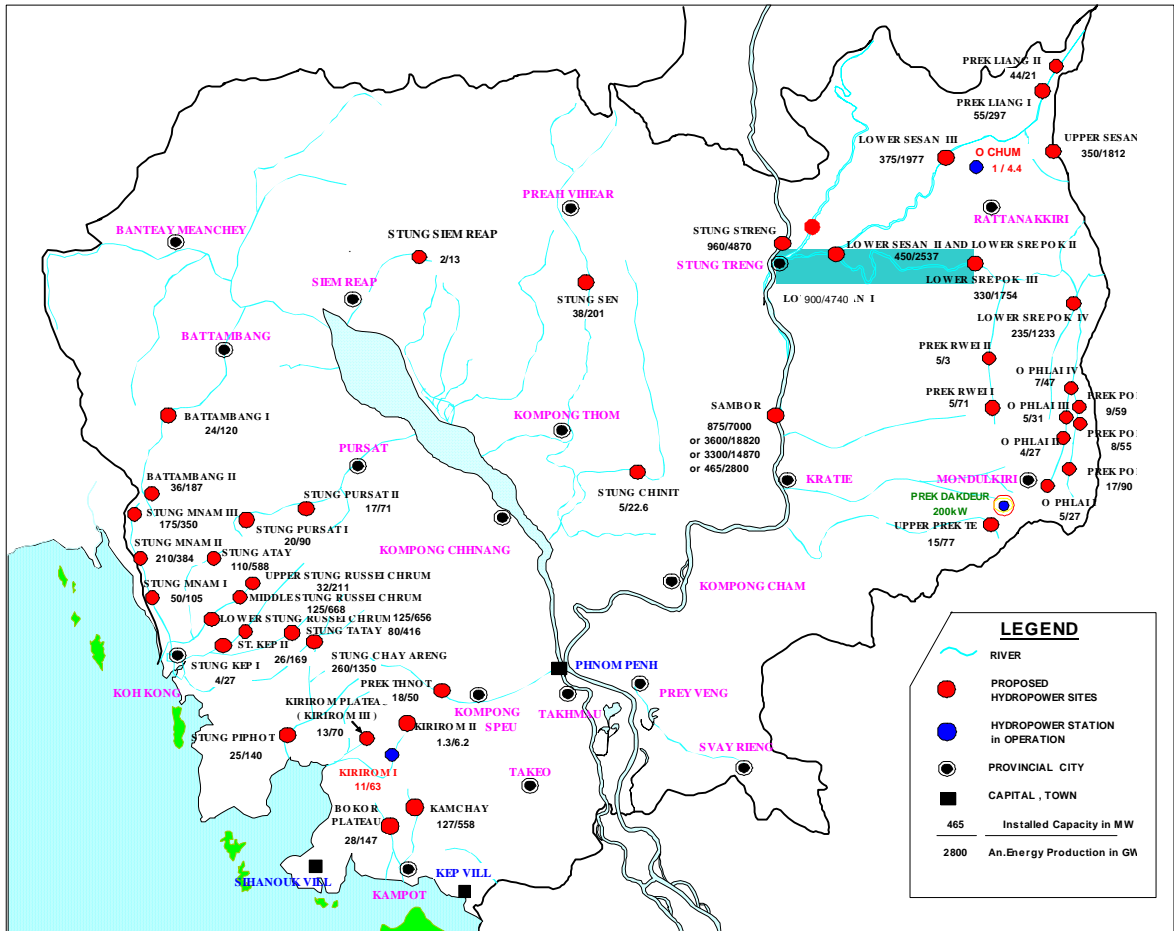 PREK LIANG II
44/21
PREK LIANG I
55/297
LOWER SESAN III
375/1977
O CHUM
1 / 4.4
UPPER SESAN
350/1812
PREAH VIHEAR
RATTANAKKIRI
BANTEAY MEANCHEY
STUNG SIEM REAP
2/13
STUNG STRENG
960/4870
LOWER SESAN II AND LOWER SREPOK II
450/2537
STUNG TRENG
SIEM REAP
STUNG SEN
38/201
LOWER SREPOK III
330/1754
900/4740
LOWER SREPOK IV
235/1233
BATTAMBANG
PREK RWEI II
5/3
O PHLAI IV
7/47
BATTAMBANG I
24/120
KOMPONG THOM
SAMBOR
875/7000
or 3600/18820
or 3300/14870
or 465/2800
PREK RWEI I
5/71
O PHLAI III
5/31
9/59
O PHLAI II
4/27
8/55
PURSAT
BATTAMBANG II
36/187
STUNG PURSAT II
17/71
STUNG CHINIT
5/22.6
KRATIE
MONDULKIRI
17/90
PREK DAKDEUR
200kW
O PHLAI I
5/27
STUNG MNAM III
175/350
STUNG PURSAT I
20/90
UPPER PREK TE
15/77
STUNG MNAM II
210/384
STUNG ATAY
110/588
KOMPONG CHHNANG
KOMPONG CHAM
STUNG MNAM I
50/105
UPPER STUNG RUSSEI CHRUM
32/211
MIDDLE STUNG RUSSEI CHRUM
125/668
LOWER STUNG RUSSEI CHRUM
125/656
STUNG TATAY
80/416
ST. KEP II
26/169
STUNG KEP I
4/27
STUNG CHAY ARENG
260/1350
PHNOM PENH
KOH KONG
PREK THNOT
18/50
KOMPONG
SPEU
TAKHMAU
PREY VENG
KIRIROM PLATEA
( KIRIROM III )
13/70
KIRIROM II
1.3/6.2
STUNG PIPHOT
25/140
SVAY RIENG
KIRIROM I
11/63
TAKEO
BOKOR
PLATEAU
28/147
KAMCHAY
127/558
SIHANOUK VILL
KAMPOT
KEP VILL
LEGEND
RIVER
PROPOSED
HYDROPOWER SITES
HYDROPOWER STATION
in OPERATION
PROVINCIAL CITY
CAPITAL , TOWN
465 Installed Capacity in MW
2800 An.Energy Production in GW